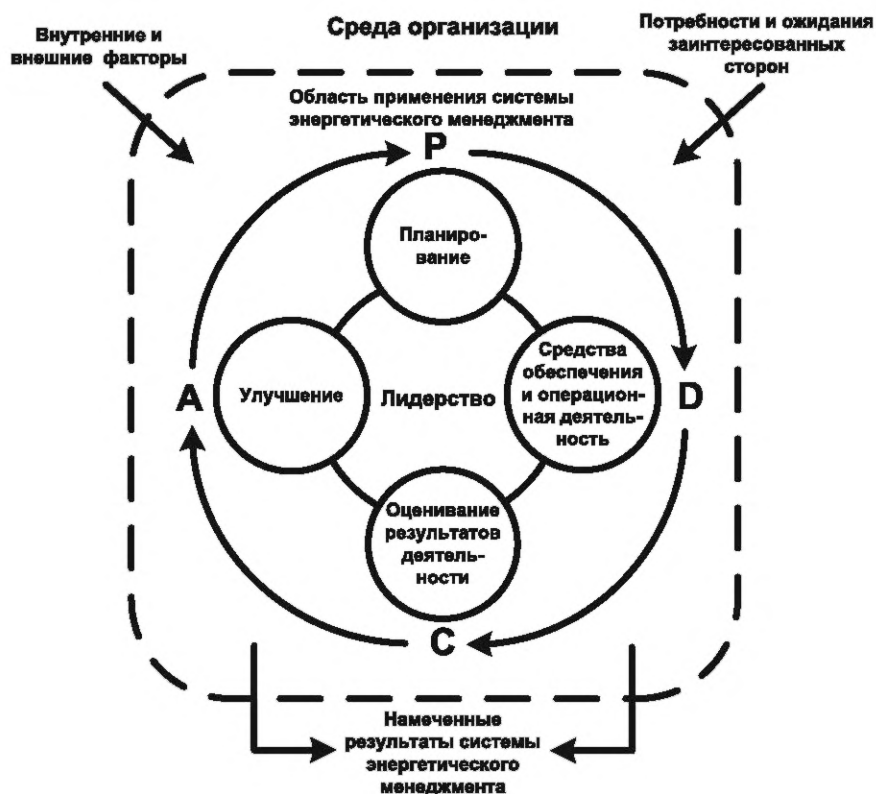 Внутренние и
внешние факторы
Среда организации
Потребности и ожидания
заинтересованных
сторон
Область применения системы
энергетического менеджмента
P
Планиро-
вание
A
Улучшение
Лидерство
Средства
обеспечения
и операцион-
ная деятель-
ность
D
Оценивание
результатов
деятель-
ности
C
Намеченные
результаты системы
энергетического
менеджмента